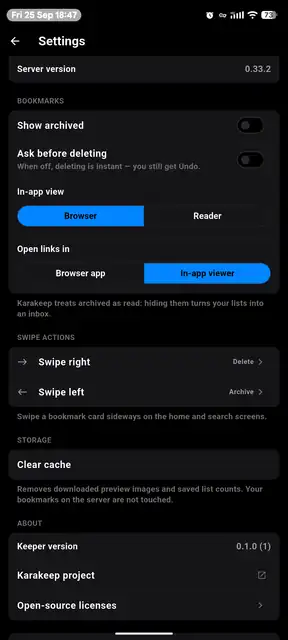 Fri 25 Sep 18:47
73
Settings
Server version 0.33.2
BOOKMARKS
Show archived
Ask before deleting
When off, deleting is instant — you still get Undo.
In-app view
Browser Reader
Open links in
Browser app In-app viewer
Karakeep treats archived as read: hiding them turns your lists into
an inbox.
SWIPE ACTIONS
Swipe right Delete
Swipe left Archive
Swipe a bookmark card sideways on the home and search screens.
STORAGE
Clear cache
Removes downloaded preview images and saved list counts. Your
bookmarks on the server are not touched.
ABOUT
Keeper version 0.1.0 (1)
Karakeep project
Open-source licenses